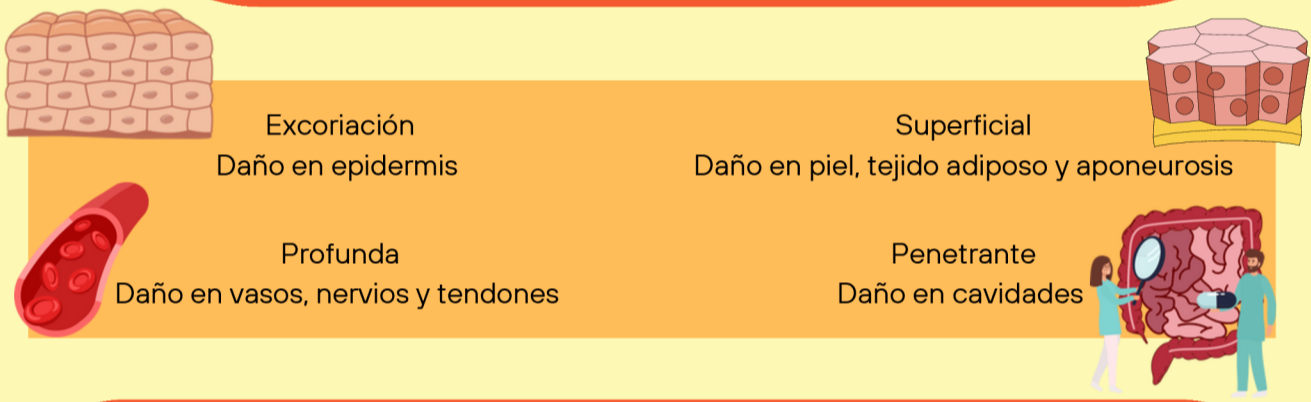 Excoriación
Daño en epidermis
Superficial
Daño en piel, tejido adiposo y aponeurosis
Profunda
Daño en vasos, nervios y tendones
Penetrante
Daño en cavidades